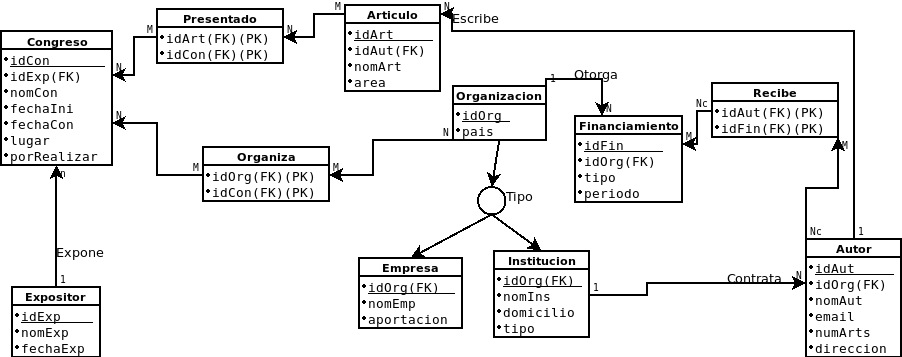 Congreso
idCon
idExp(FK)
nomCon
fechaIni
fechaCon
lugar
porRealizar
N
N
n
Presentado
idArt(FK)(PK)
idCon(FK)(PK)
M
N
Articulo
idArt
idAut(FK)
nomArt
area
M
N
Escribe
Organizacion
idOrg
pais
N
1
Otorga
N
Financiamiento
idFin
idOrg(FK)
tipo
periodo
M
Recibe
idAut(FK)(PK)
idFin(FK)(PK)
Nc
M
Organiza
idOrg(FK)(PK)
idCon(FK)(PK)
M
M
Tipo
Expone
1
Expositor
idExp
nomExp
fechaExp
Empresa
idOrg(FK)
nomEmp
aportacion
Institucion
idOrg(FK)
nomIns
domicilio
tipo
1
Contrata
N
Nc
1
Autor
idAut
idOrg(FK)
nomAut
email
numArts
direccion